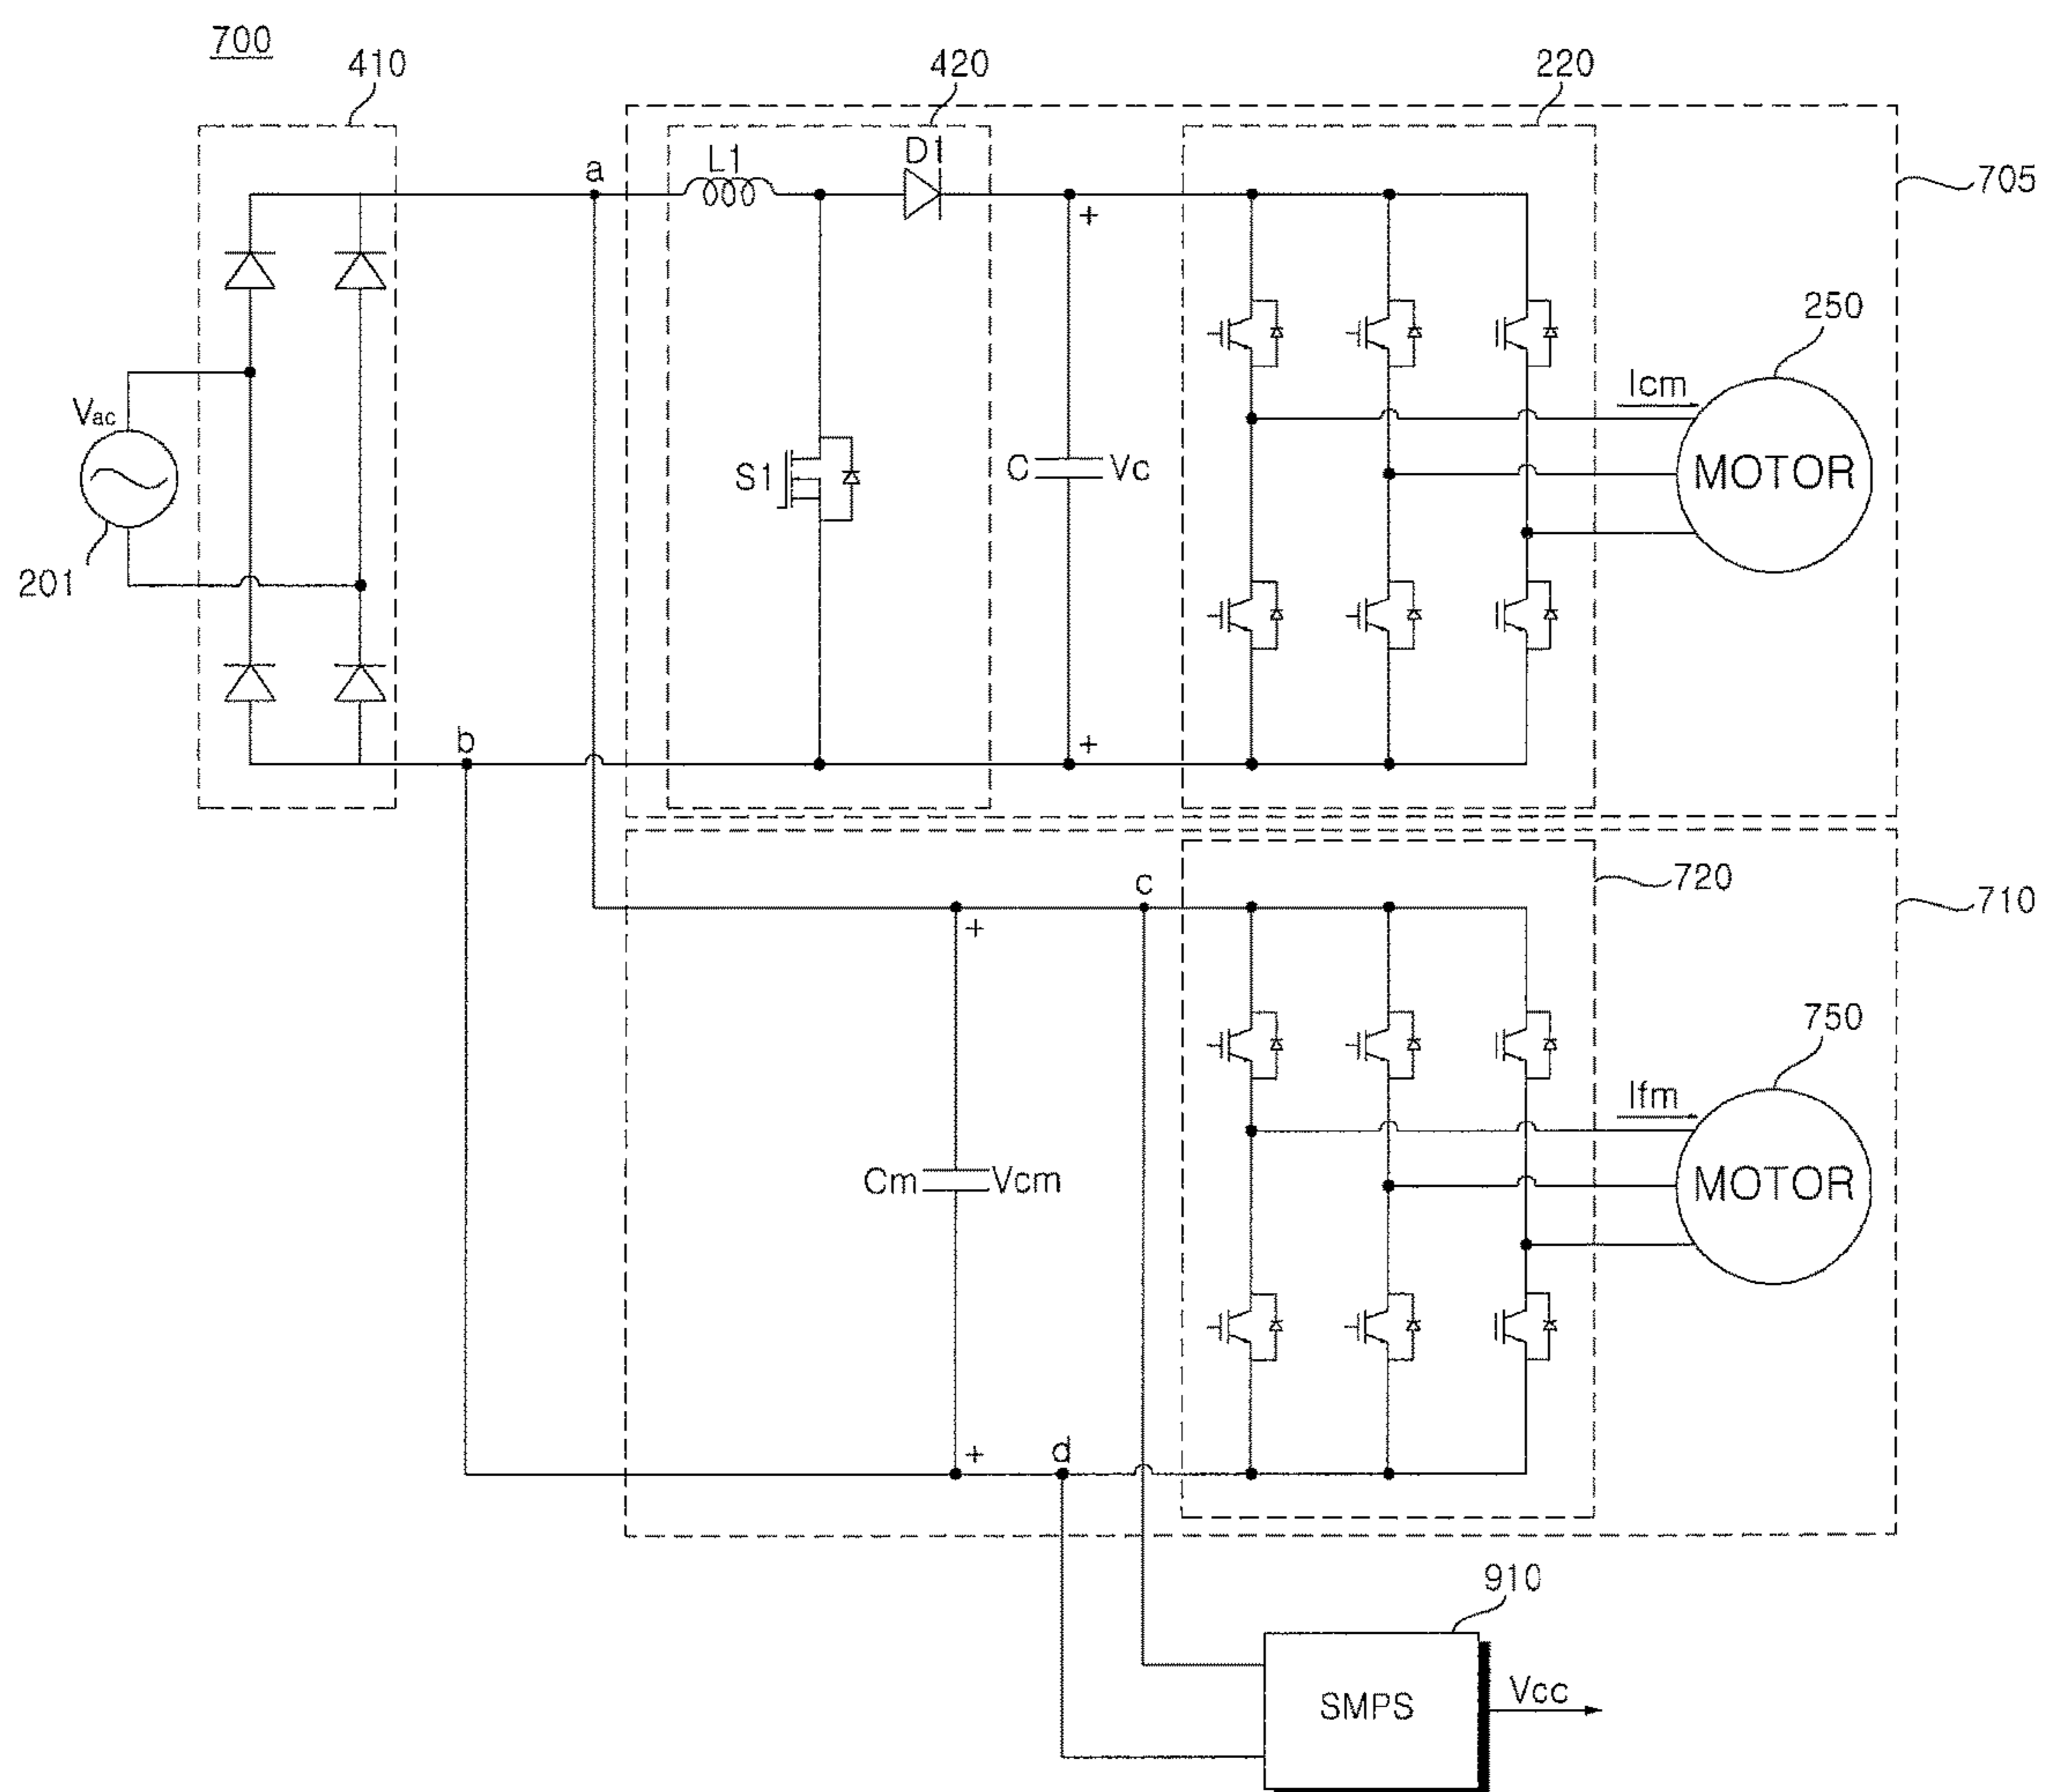 700
410
420
220
a
L1
D1
+
705
250
Icm
Vac
S1
C
Vc
MOTOR
201
b
+
c
720
710
+
750
Ifm
Cm
Vcm
MOTOR
+
d
910
SMPS
Vcc